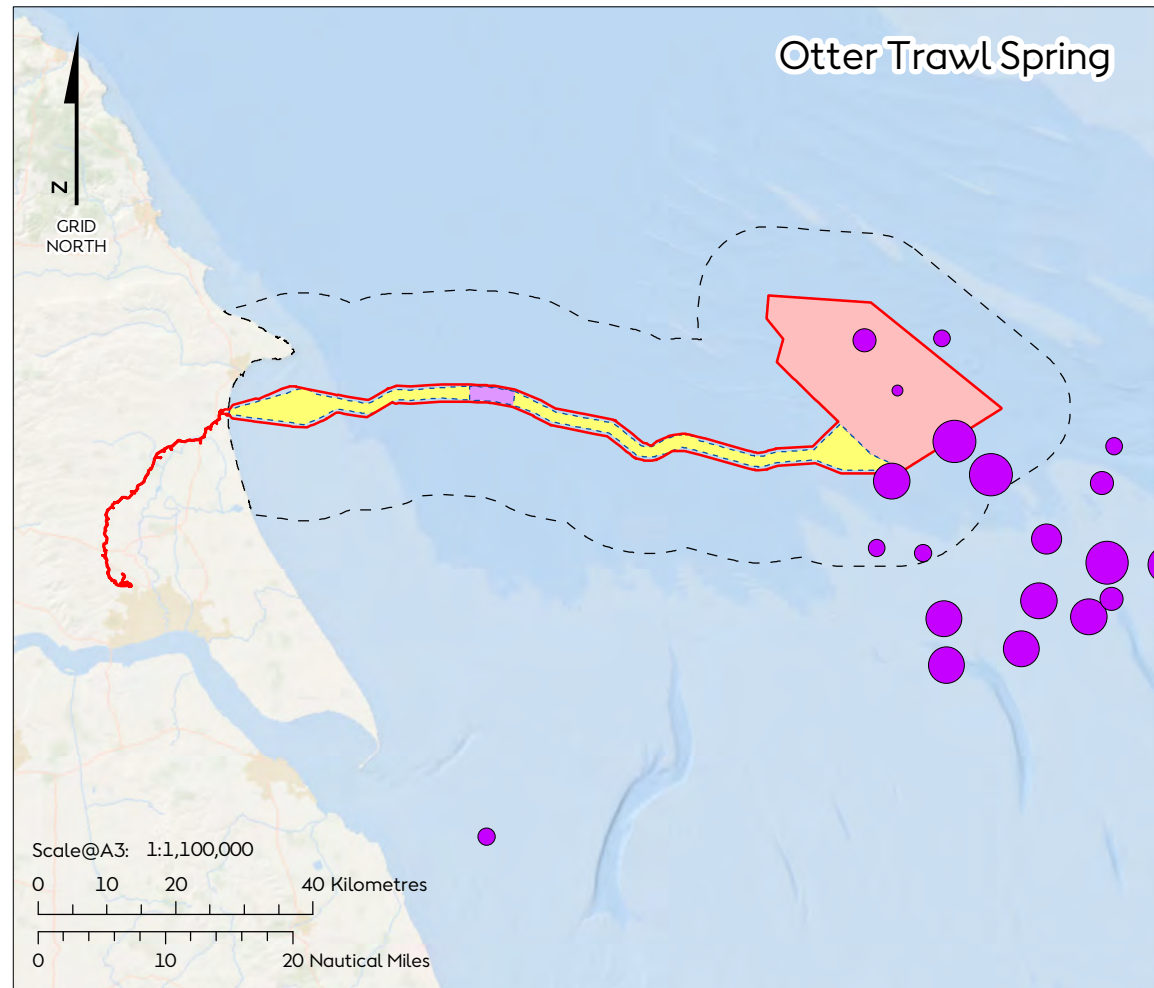 Otter Trawl Spring
N
GRID
NORTH
Scale@A3: 1:1,100,000
0 10 20 40 Kilometres
0 10 20 Nautical Miles